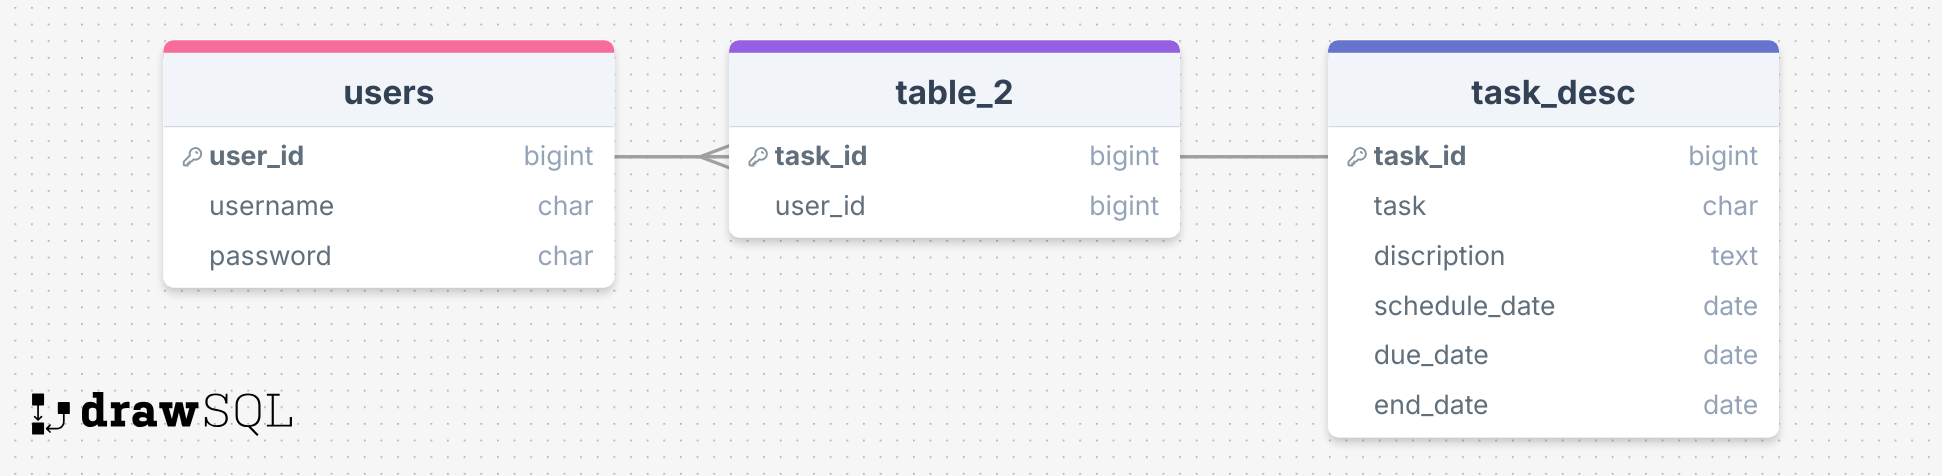 users
user_id bigint
username char
password char
table_2
task_id bigint
user_id bigint
task_desc
task_id bigint
task char
discription text
schedule_date date
due_date date
end_date date
drawSQL